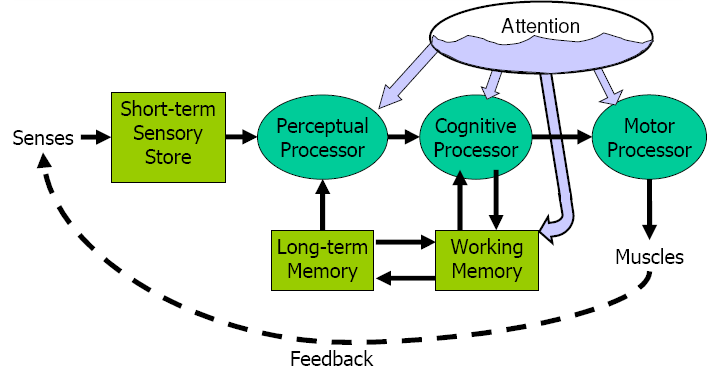 Attention
Senses
Short-term
Sensory
Store
Perceptual
Processor
Cognitive
Processor
Motor
Processor
Long-term
Memory
Working
Memory
Muscles
Feedback